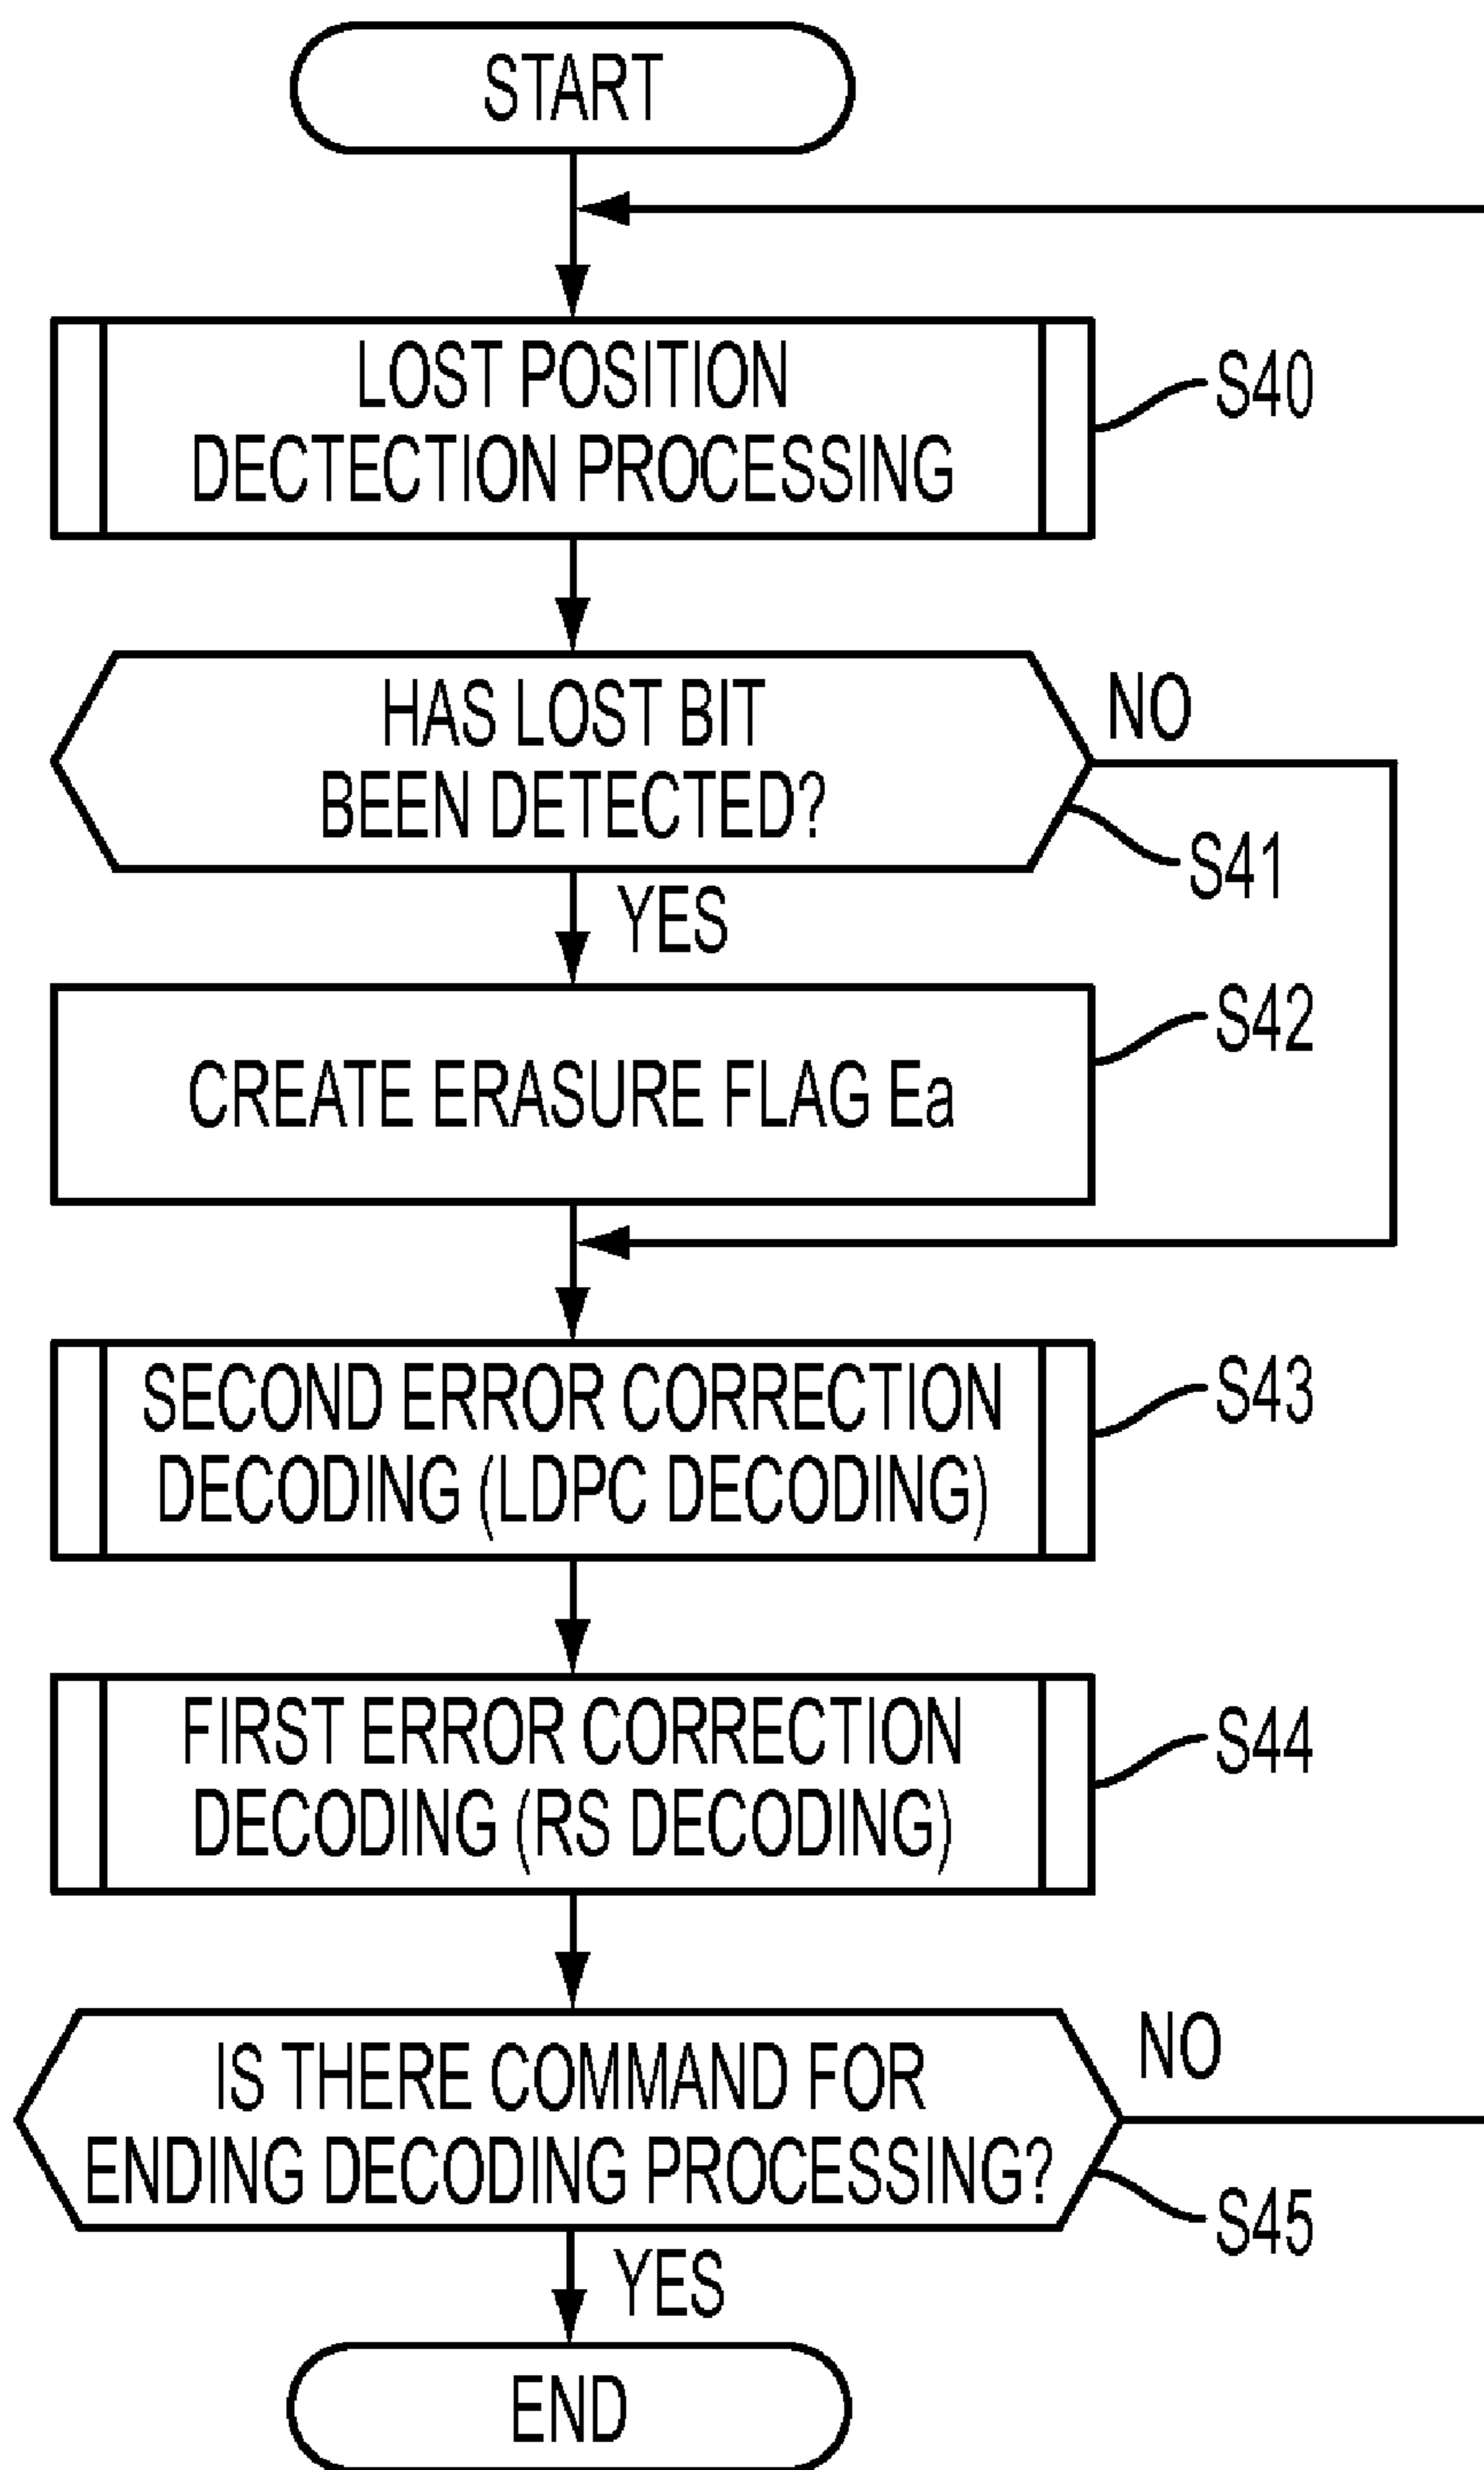 START
LOST POSITION
DECTECTION PROCESSING
S40
HAS LOST BIT
BEEN DETECTED?
NO
S41
YES
CREATE ERASURE FLAG Ea
S42
SECOND ERROR CORRECTION
DECODING (LDPC DECODING)
S43
FIRST ERROR CORRECTION
DECODING (RS DECODING)
S44
IS THERE COMMAND FOR
ENDING DECODING PROCESSING?
NO
S45
YES
END